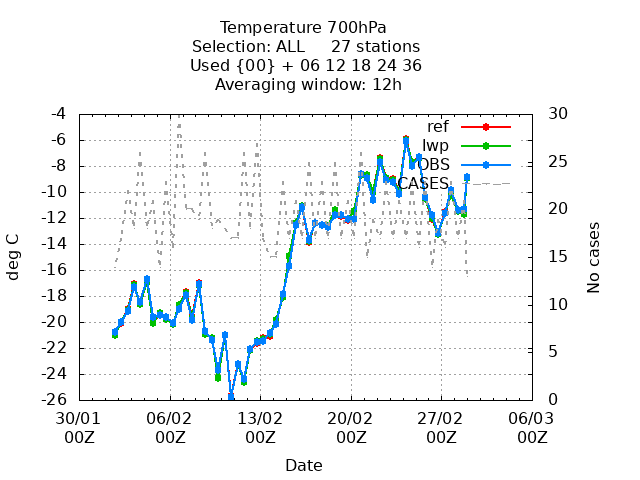 Temperature 700hPa
Selection: ALL 27 stations
Used {00} + 06 12 18 24 36
Averaging window: 12h
-4
-6
-8
-10
-12
-14
-16
-18
-20
-22
-24
-26
deg C
30
25
20
15
10
5
0
No cases
ref
lwp
OBS
CASES
30/01 06/02 13/02 20/02 27/02 06/03
00Z 00Z 00Z 00Z 00Z 00Z
Date